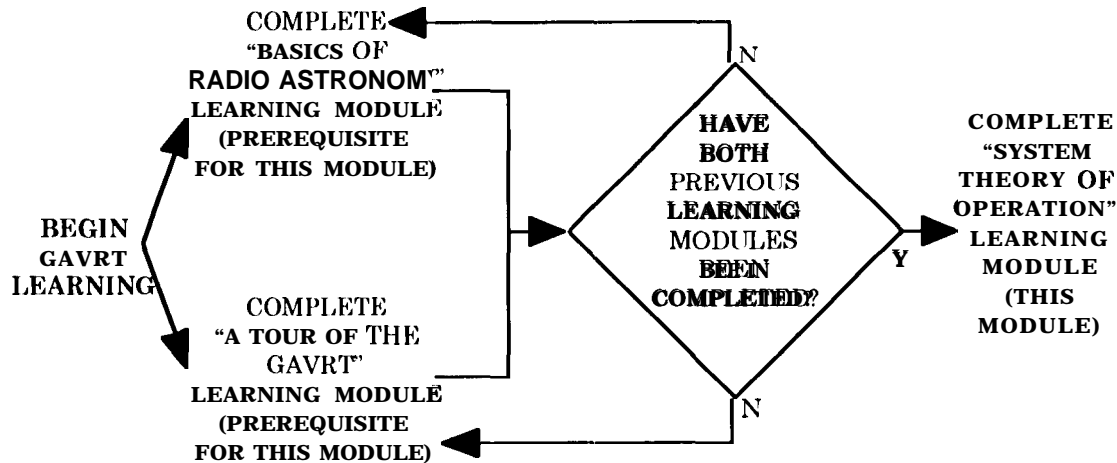 BEGIN
GAVRT
LEARNING
COMPLETE
“BASICS OF
RADIO ASTRONOMY”
LEARNING MODULE
(PREREQUISITE
FOR THIS MODULE)
COMPLETE
“A TOUR OF THE
GAVRT”
LEARNING MODULE
(PREREQUISITE
FOR THIS MODULE)
N
HAVE
BOTH
PREVIOUS
LEARNING
MODULES
BEEN
COMPLETED?
Y
N
COMPLETE
“SYSTEM
THEORY OF
OPERATION”
LEARNING
MODULE
(THIS
MODULE)